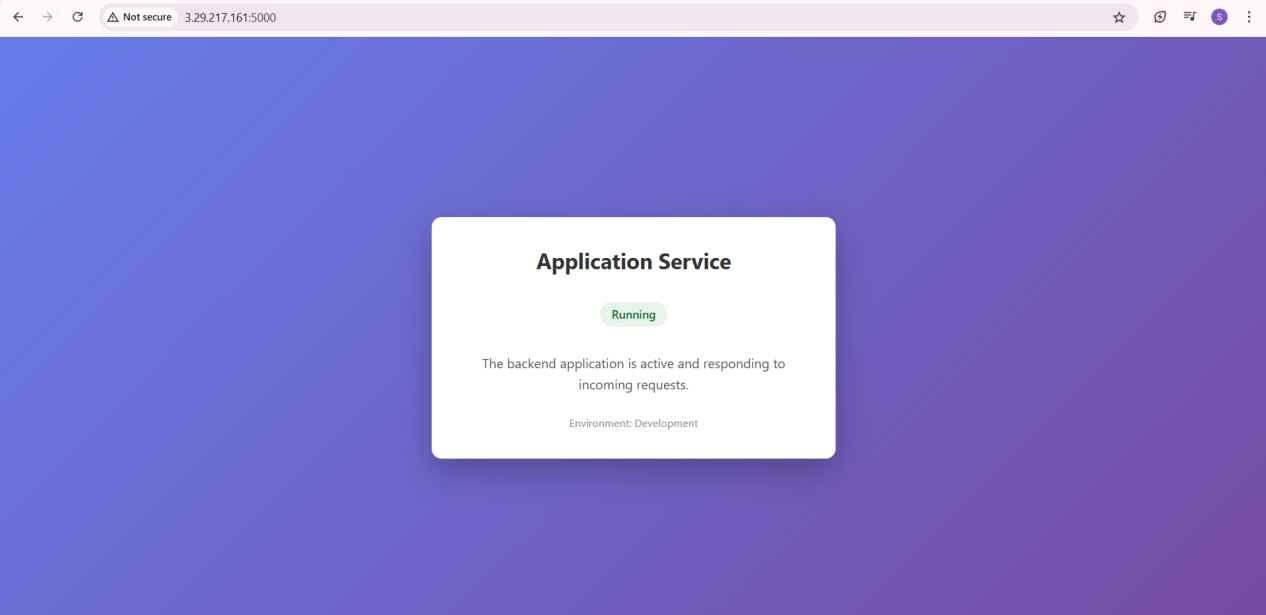 Not secure 3.29.217.161:5000
S
Application Service
Running
The backend application is active and responding to
incoming requests.
Environment: Development